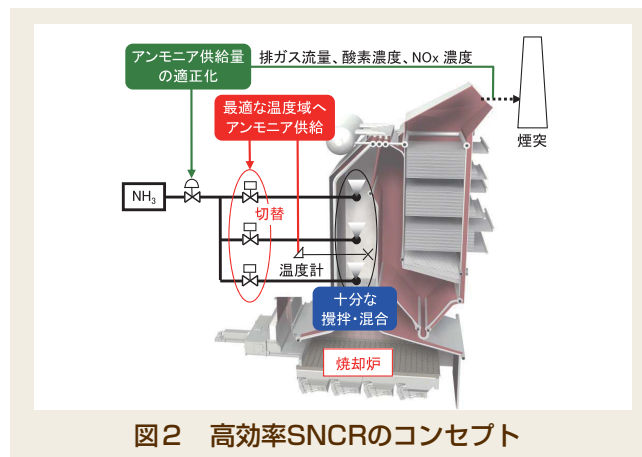 アンモニア供給量
の適正化
排ガス流量、酸素濃度、NOx 濃度
最適な温度域へ
アンモニア供給
煙突
NH₃
切替
温度計
十分な
攪拌・混合
焼却炉
図2 高効率SNCRのコンセプト